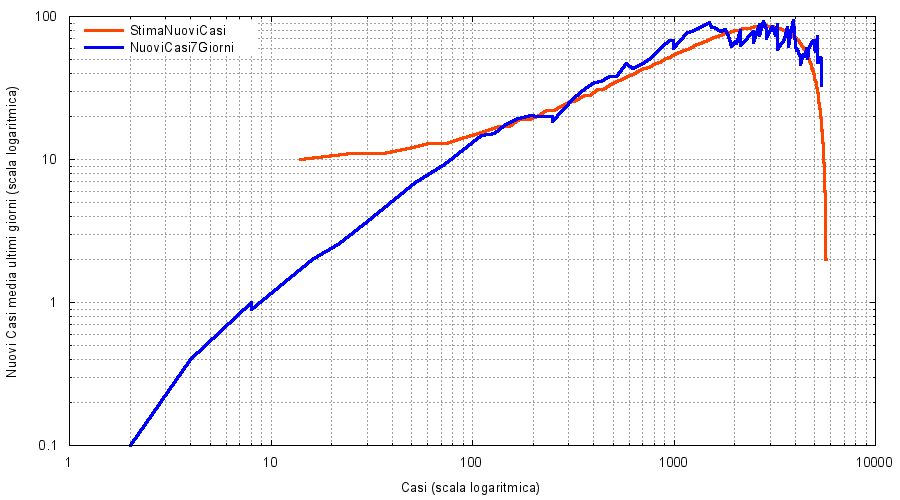 100
10
1
0.1
StimaNuoviCasi
NuoviCasi7Giorni
Nuovi Casi media ultimi giorni (scala logaritmica)
1
10
100
1000
10000
Casi (scala logaritmica)